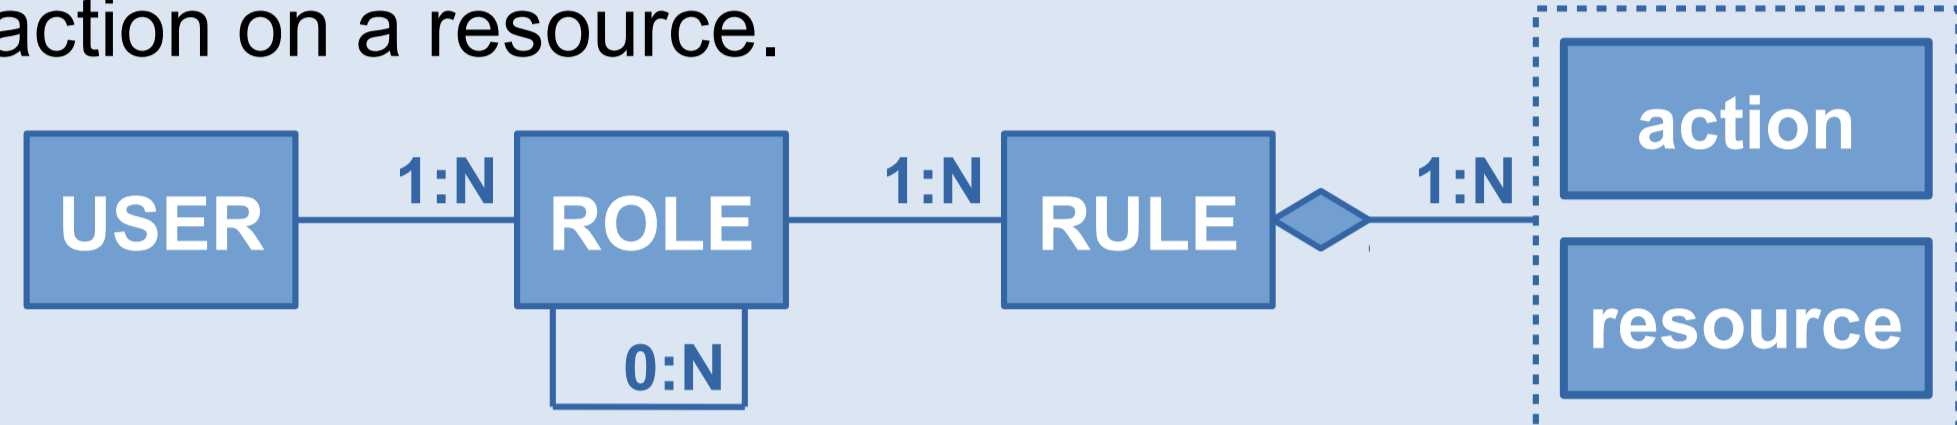 action on a resource.
action
1:N
1:N
1:N
USER
ROLE
RULE
resource
0:N